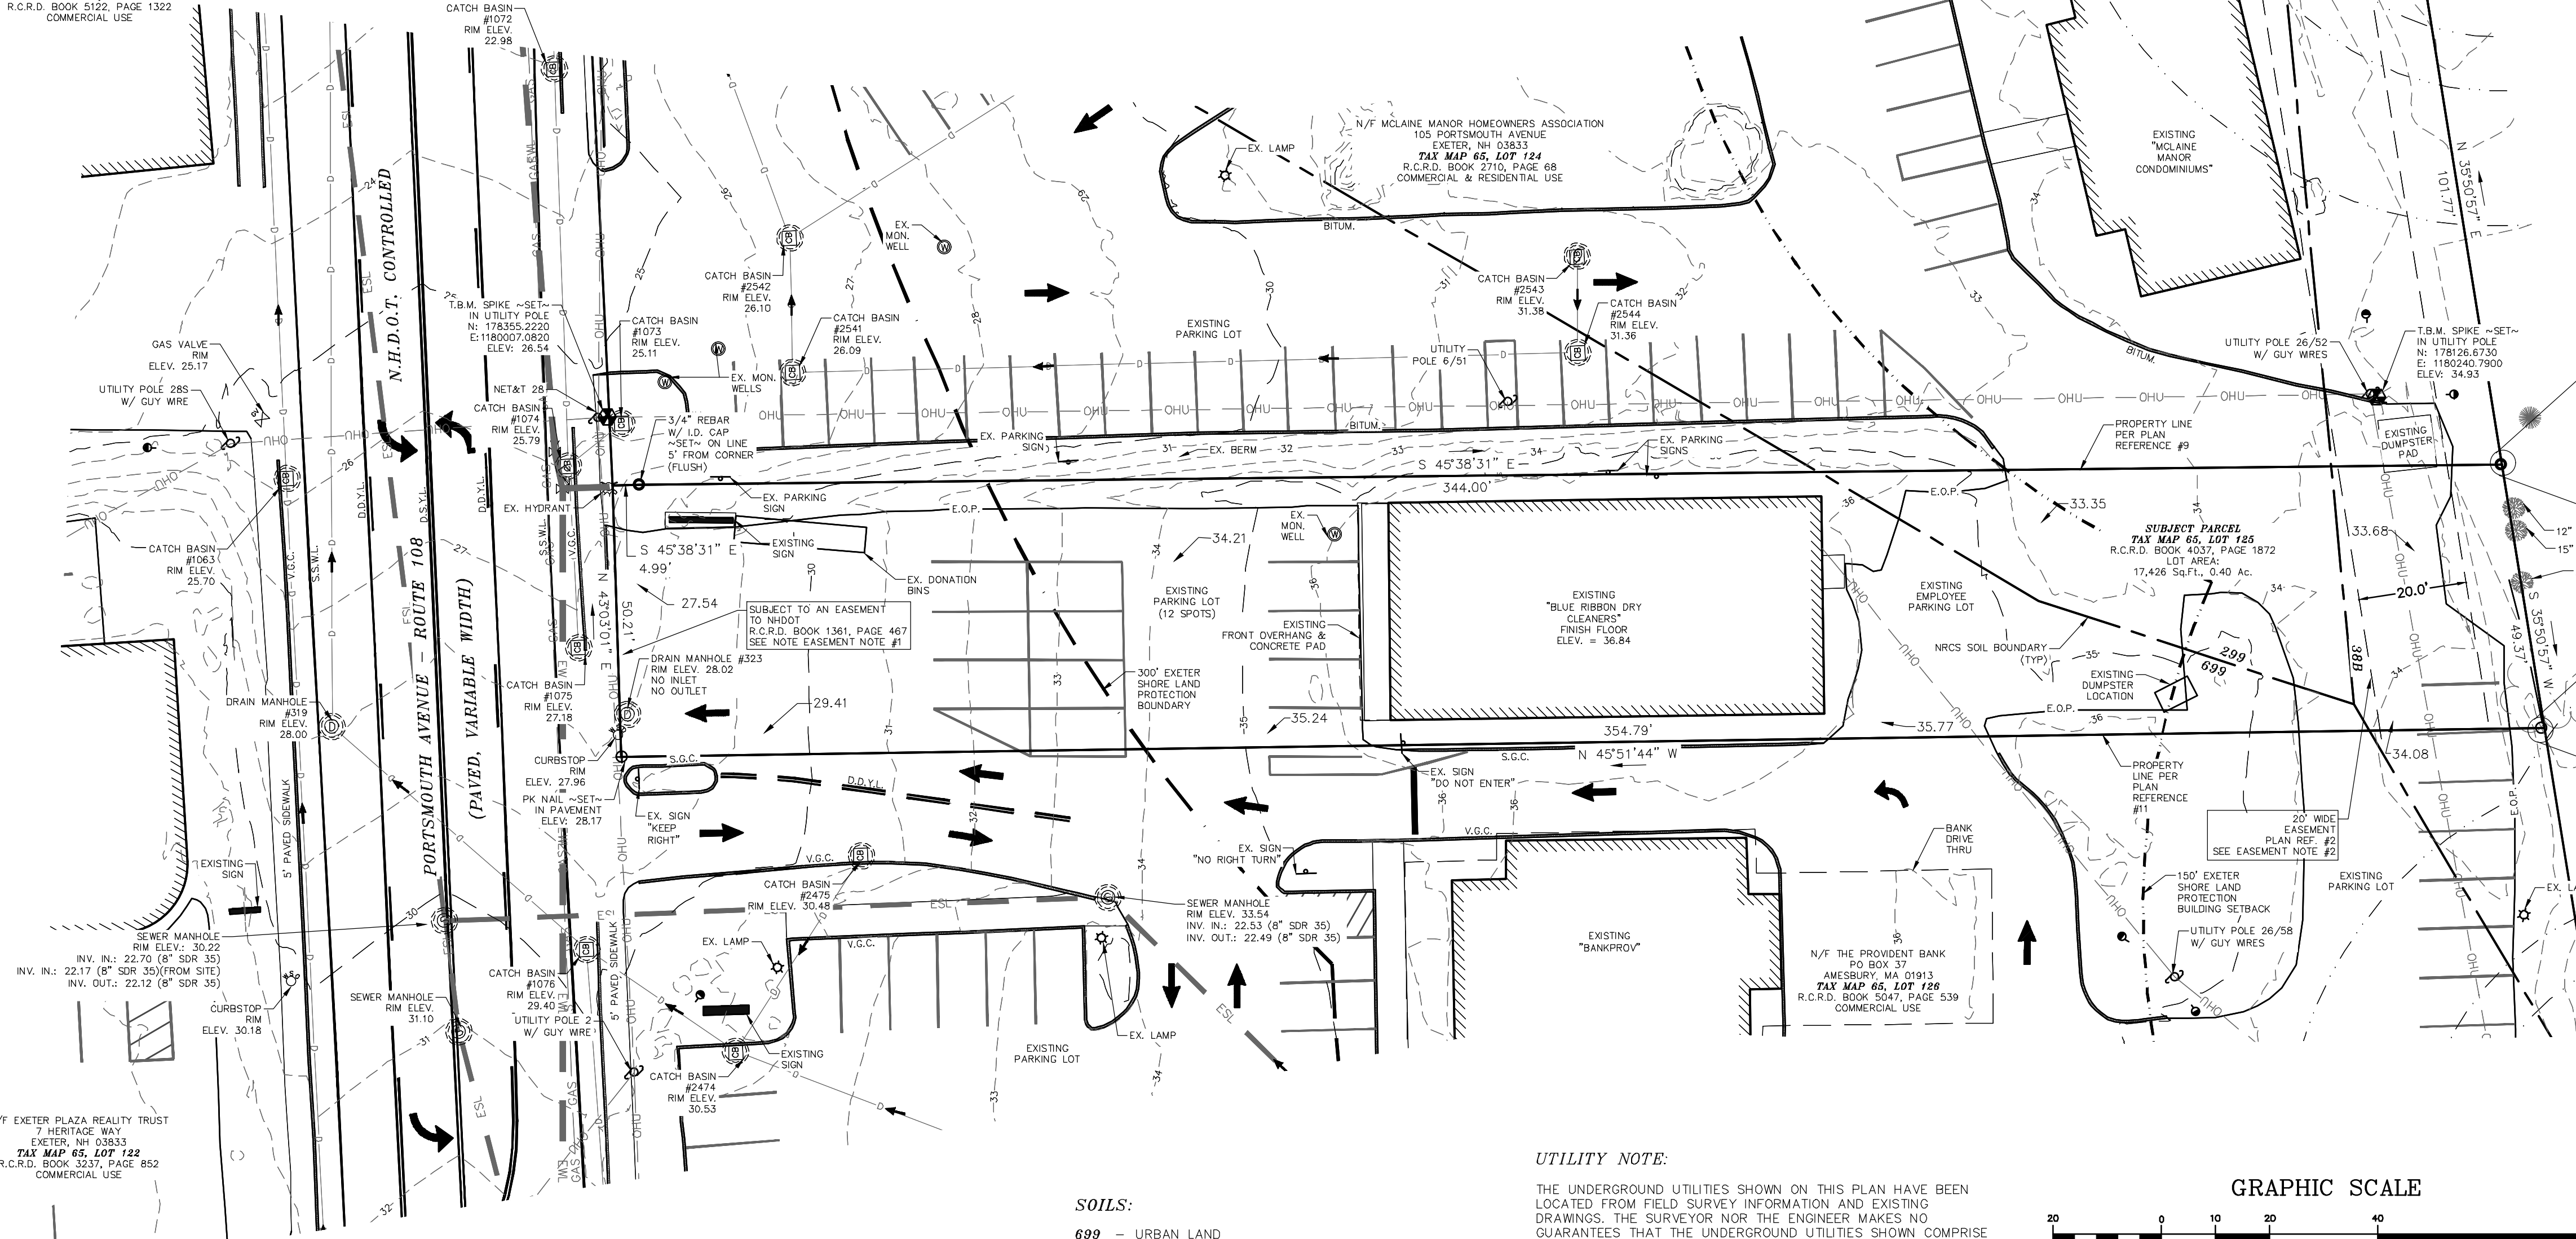 R.C.R.D. BOOK 5122, PAGE 1322
COMMERCIAL USE
CATCH BASIN
#1072
RIM ELEV.
22.98
N.H.D.O.T. CONTROLLED
N/F MCLAINE MANOR HOMEOWNERS ASSOCIATION
105 PORTSMOUTH AVENUE
EXETER, NH 03833
TAX MAP 65, LOT 124
R.C.R.D. BOOK 2710, PAGE 68
COMMERCIAL & RESIDENTIAL USE
EX. LAMP
BITUM.
EXISTING
"MCLAINE
MANOR
CONDOMINIUMS"
N 35°50'57" E
101.77'
EX.
MON.
WELL
CATCH BASIN
#2542
RIM ELEV.
26.10
CATCH BASIN
#2541
RIM ELEV.
26.09
CATCH BASIN
#2543
RIM ELEV.
31.38
CATCH BASIN
#2544
RIM ELEV.
31.36
EXISTING
PARKING LOT
UTILITY
POLE 6/51
T.B.M. SPIKE ~SET~
IN UTILITY POLE
N: 178355.2220
E:1180007.0820
ELEV: 26.54
CATCH BASIN
#1073
RIM ELEV.
25.11
GAS VALVE
RIM
ELEV. 25.17
UTILITY POLE 28S
W/ GUY WIRE
NET&T 28
CATCH BASIN
#1074
RIM ELEV.
25.79
EX. MON.
WELLS
3/4" REBAR
W/ I.D. CAP
~SET~ ON LINE
5' FROM CORNER
(FLUSH)
UTILITY POLE 26/52
W/ GUY WIRES
T.B.M. SPIKE ~SET~
IN UTILITY POLE
N: 178126.6730
E: 1180240.7900
ELEV: 34.93
BITUM.
OHU OHU OHU OHU OHU OHU OHU OHU OHU OHU OHU OHU OHU OHU OHU
EX. PARKING
SIGN
BITUM.
EX. BERM
EX. PARKING
SIGNS
S 45°38'31" E
344.00'
PROPERTY LINE
PER PLAN
REFERENCE #9
EXISTING
DUMPSTER
PAD
EX. HYDRANT
EX. PARKING
SIGN
E.O.P.
E.O.P.
EXISTING
SIGN
S 45°38'31" E
4.99'
N 43°03'01" E
50.21'
EX. DONATION
BINS
27.54
34.21
EX.
MON.
WELL
33.35
33.68
SUBJECT PARCEL
TAX MAP 65, LOT 125
R.C.R.D. BOOK 4037, PAGE 1872
LOT AREA:
17,426 Sq.Ft., 0.40 Ac.
12"
15"
20.0'
38B
S 35°50'57" W
49.37'
CATCH BASIN
#1063
RIM ELEV.
25.70
SUBJECT TO AN EASEMENT
TO NHDOT
R.C.R.D. BOOK 1361, PAGE 467
SEE NOTE EASEMENT NOTE #1
EXISTING
PARKING LOT
(12 SPOTS)
EXISTING
FRONT OVERHANG &
CONCRETE PAD
EXISTING
"BLUE RIBBON DRY
CLEANERS"
FINISH FLOOR
ELEV. = 36.84
EXISTING
EMPLOYEE
PARKING LOT
NRCS SOIL BOUNDARY
(TYP)
299
699
EXISTING
DUMPSTER
LOCATION
E.O.P.
DRAIN MANHOLE #323
RIM ELEV. 28.02
NO INLET
NO OUTLET
300' EXETER
SHORE LAND
PROTECTION
BOUNDARY
CATCH BASIN
#1075
RIM ELEV.
27.18
DRAIN MANHOLE
#319
RIM ELEV.
28.00
29.41
35.24
354.79'
N 45°51'44" W
S.G.C.
S.G.C.
35.77
34.08
PORTSMOUTH AVENUE - ROUTE 108
(PAVED, VARIABLE WIDTH)
D.D.Y.L.
D.S.Y.L.
D.D.Y.L.
S.S.W.L.
S.S.W.L.
V.G.C.
V.G.C.
5' PAVED SIDEWALK
5' PAVED SIDEWALK
CURBSTOP
RIM
ELEV. 27.96
PK NAIL ~SET~
IN PAVEMENT
ELEV: 28.17
EX. SIGN
"KEEP
RIGHT"
D.D.Y.L.
EX. SIGN
"DO NOT ENTER"
PROPERTY
LINE PER
PLAN
REFERENCE
#11
20' WIDE
EASEMENT
PLAN REF. #2
SEE EASEMENT NOTE #2
E.O.P.
V.G.C.
V.G.C.
EX. SIGN
"NO RIGHT TURN"
BANK
DRIVE
THRU
EXISTING
SIGN
CATCH BASIN
#2475
RIM ELEV. 30.48
ESL
SEWER MANHOLE
RIM ELEV. 33.54
INV. IN.: 22.53 (8" SDR 35)
INV. OUT.: 22.49 (8" SDR 35)
150' EXETER
SHORE LAND
PROTECTION
BUILDING SETBACK
EXISTING
PARKING LOT
EX. LA
SEWER MANHOLE
RIM ELEV.: 30.22
INV. IN.: 22.70 (8" SDR 35)
INV. IN.: 22.17 (8" SDR 35)(FROM SITE)
INV. OUT.: 22.12 (8" SDR 35)
EX. LAMP
V.G.C.
EXISTING
"BANKPROV"
N/F THE PROVIDENT BANK
PO BOX 37
AMESBURY, MA 01913
TAX MAP 65, LOT 126
R.C.R.D. BOOK 5047, PAGE 539
COMMERCIAL USE
UTILITY POLE 26/58
W/ GUY WIRES
CATCH BASIN
#1076
RIM ELEV.
29.40
SEWER MANHOLE
RIM ELEV.
31.10
CURBSTOP
RIM
ELEV. 30.18
UTILITY POLE 2
W/ GUY WIRE
EX. LAMP
ESL
EXISTING
SIGN
EXISTING
PARKING LOT
CATCH BASIN
#2474
RIM ELEV.
30.53
/F EXETER PLAZA REALITY TRUST
7 HERITAGE WAY
EXETER, NH 03833
TAX MAP 65, LOT 122
R.C.R.D. BOOK 3237, PAGE 852
COMMERCIAL USE
SOILS:
699 - URBAN LAND
UTILITY NOTE:
THE UNDERGROUND UTILITIES SHOWN ON THIS PLAN HAVE BEEN
LOCATED FROM FIELD SURVEY INFORMATION AND EXISTING
DRAWINGS. THE SURVEYOR NOR THE ENGINEER MAKES NO
GUARANTEES THAT THE UNDERGROUND UTILITIES SHOWN COMPRISE
GRAPHIC SCALE
20 0 10 20 40